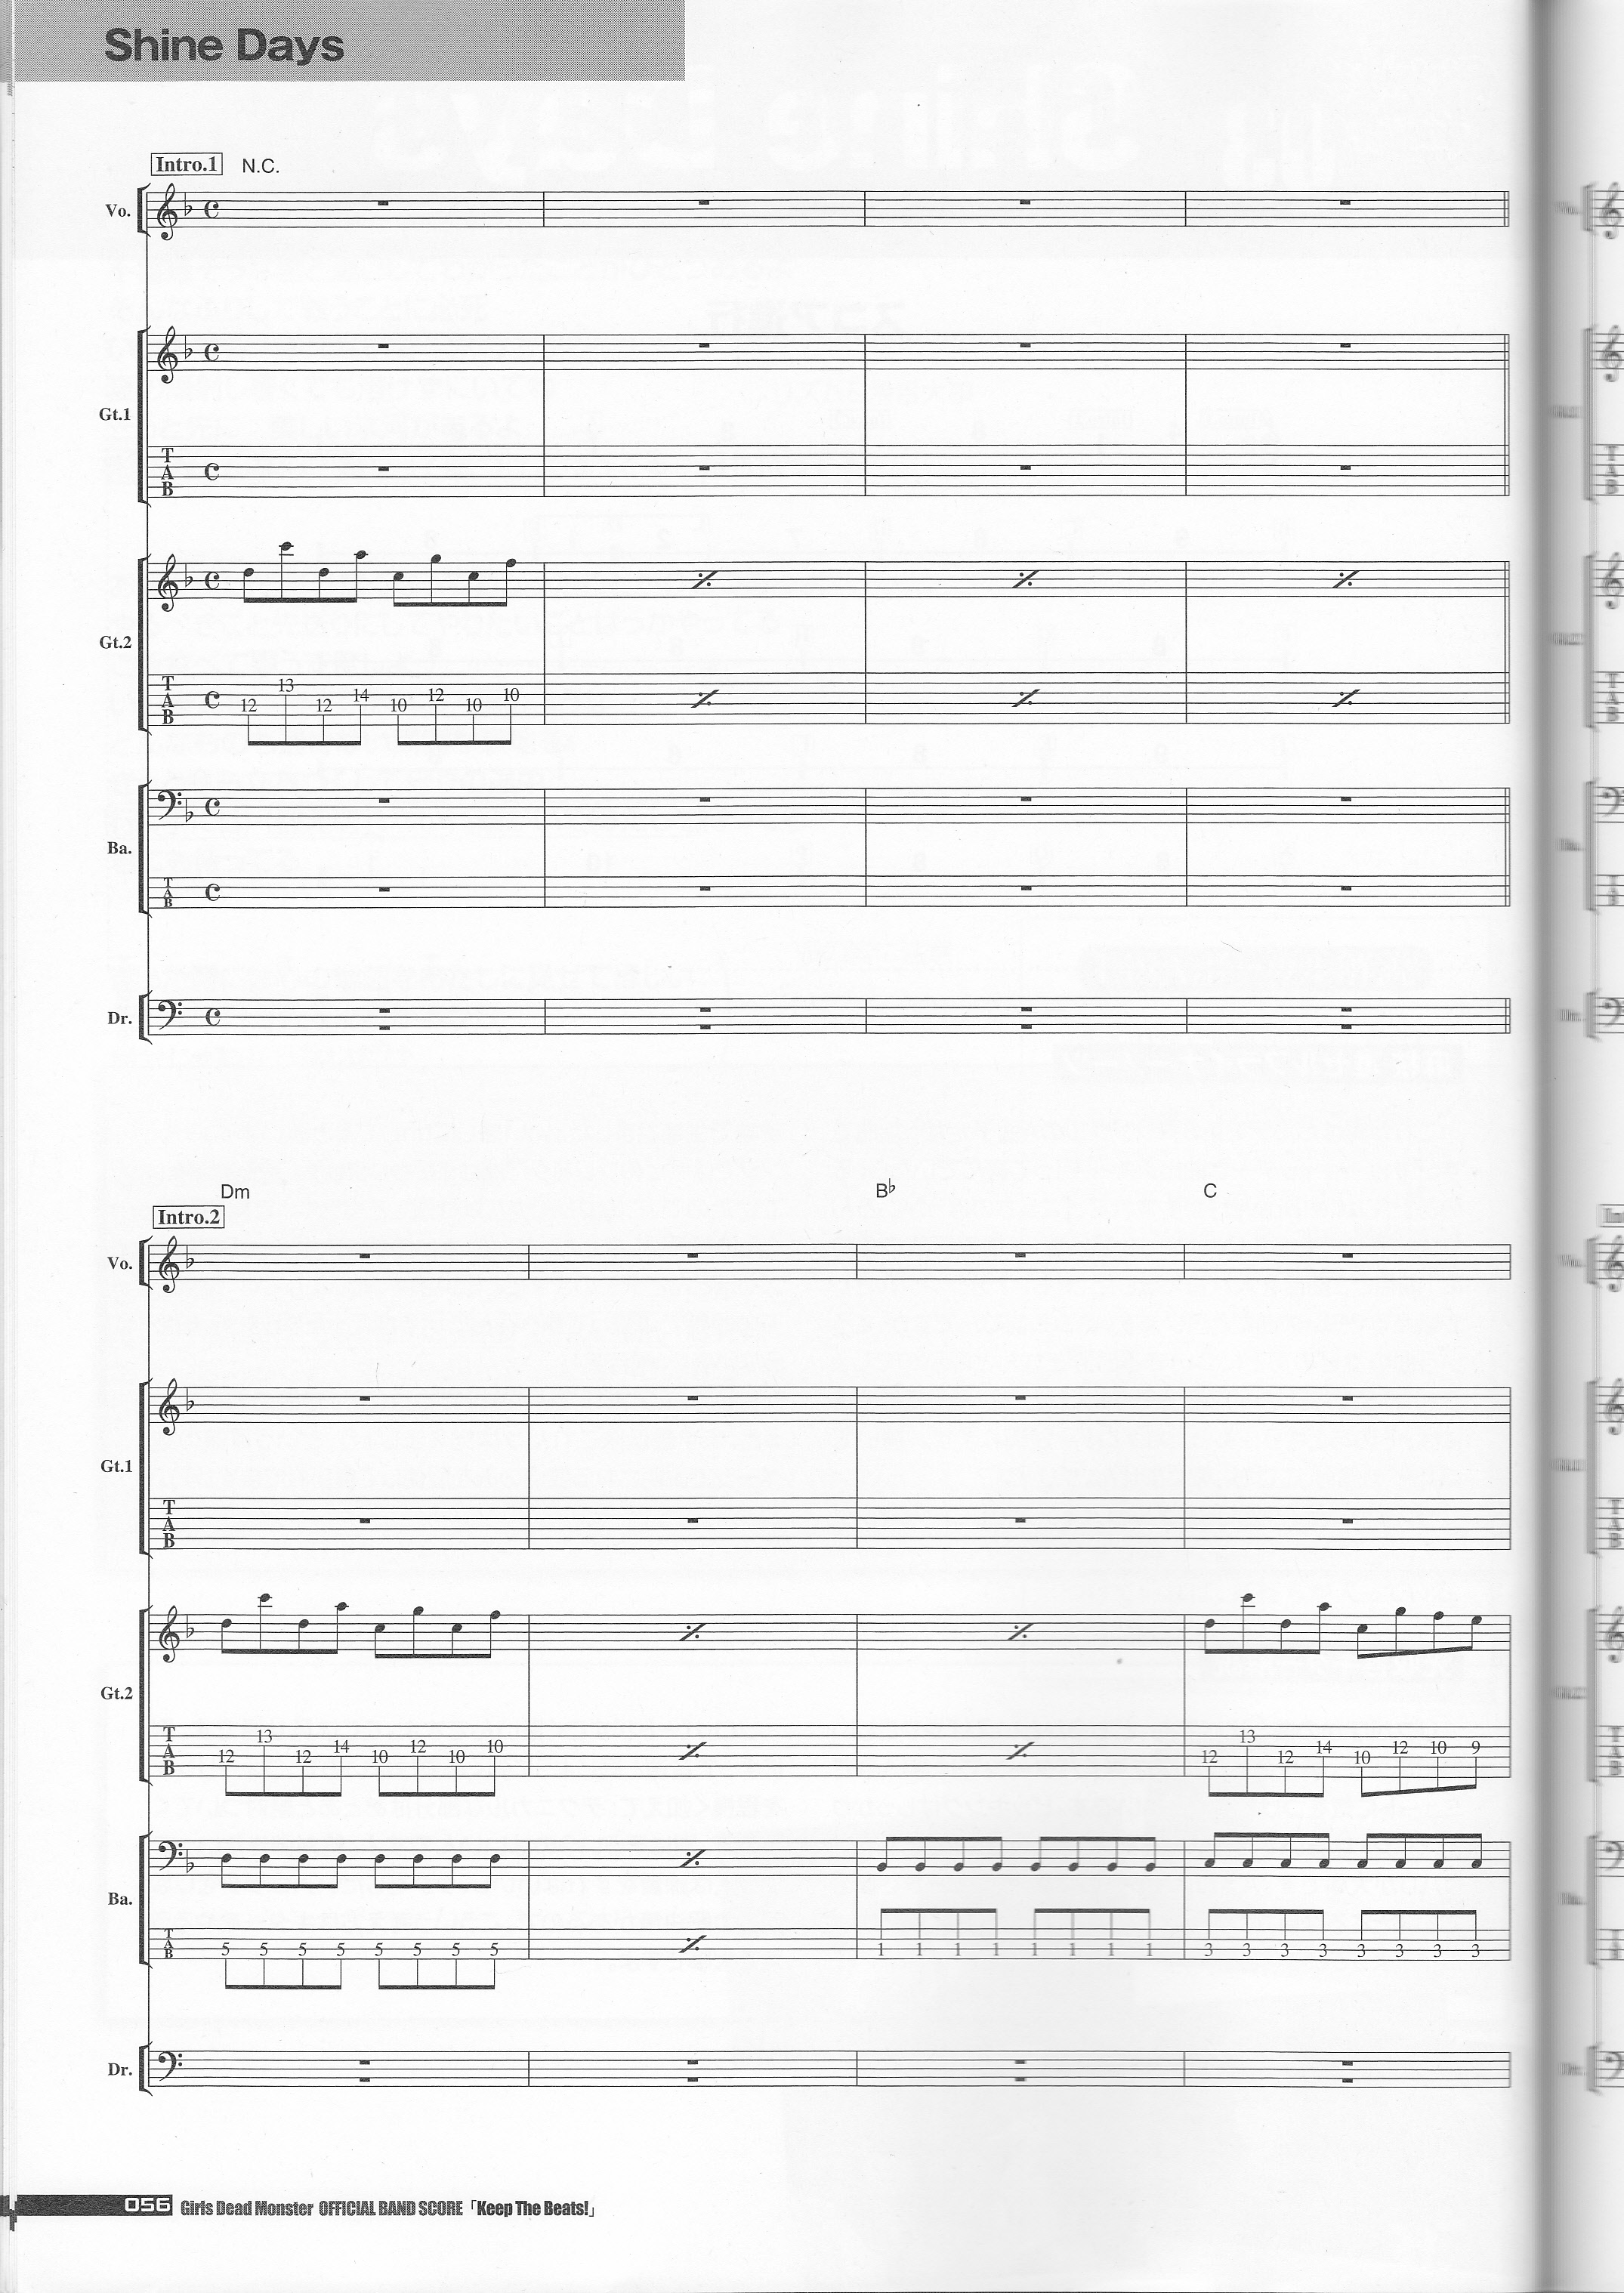 Shine Days
Intro.1 N.C.
Vo.
Gt.1
T
A
B
Gt.2
T
A
B
12 13 12 14 10 12 10 10
Ba.
T
A
B
Dr.
Dm B♭ C
Intro.2
Vo.
Gt.1
T
A
B
Gt.2
T
A
B
12 13 12 14 10 12 10 10 12 13 12 14 10 12 10 9
Ba.
T
A
B
5 5 5 5 5 5 5 5 1 1 1 1 1 1 1 1 3 3 3 3 3 3 3 3
Dr.
056 Girls Dead Monster OFFICIAL BAND SCORE「Keep The Beats!」